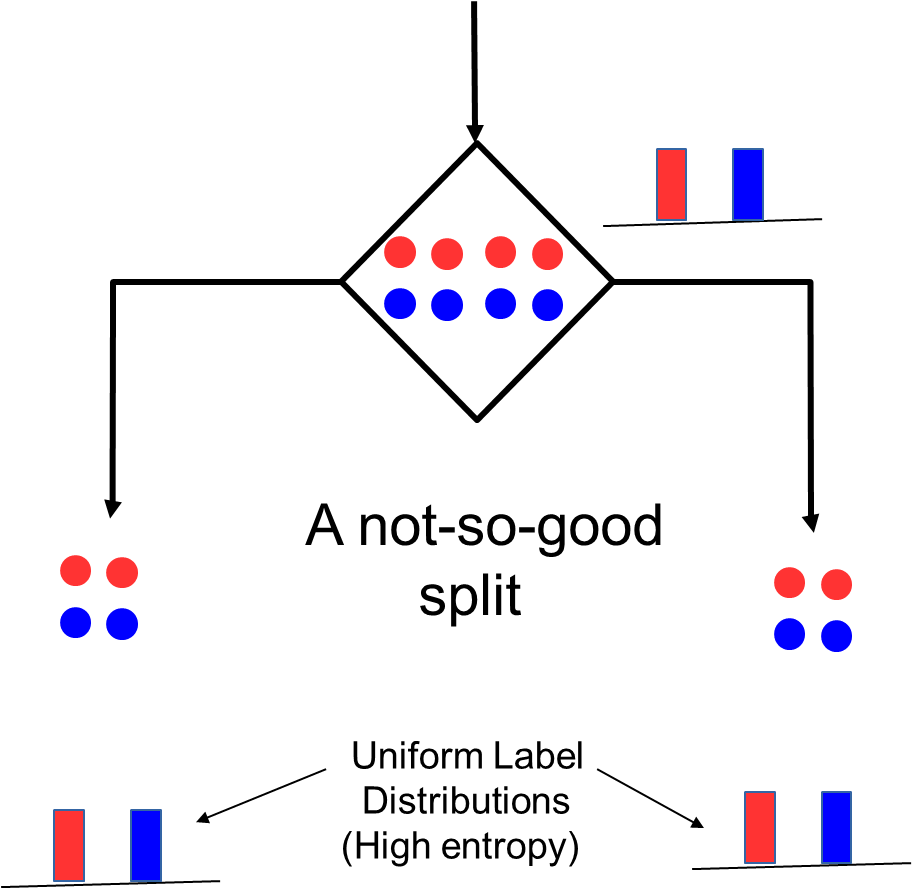 A not-so-good
split
Uniform Label
Distributions
(High entropy)